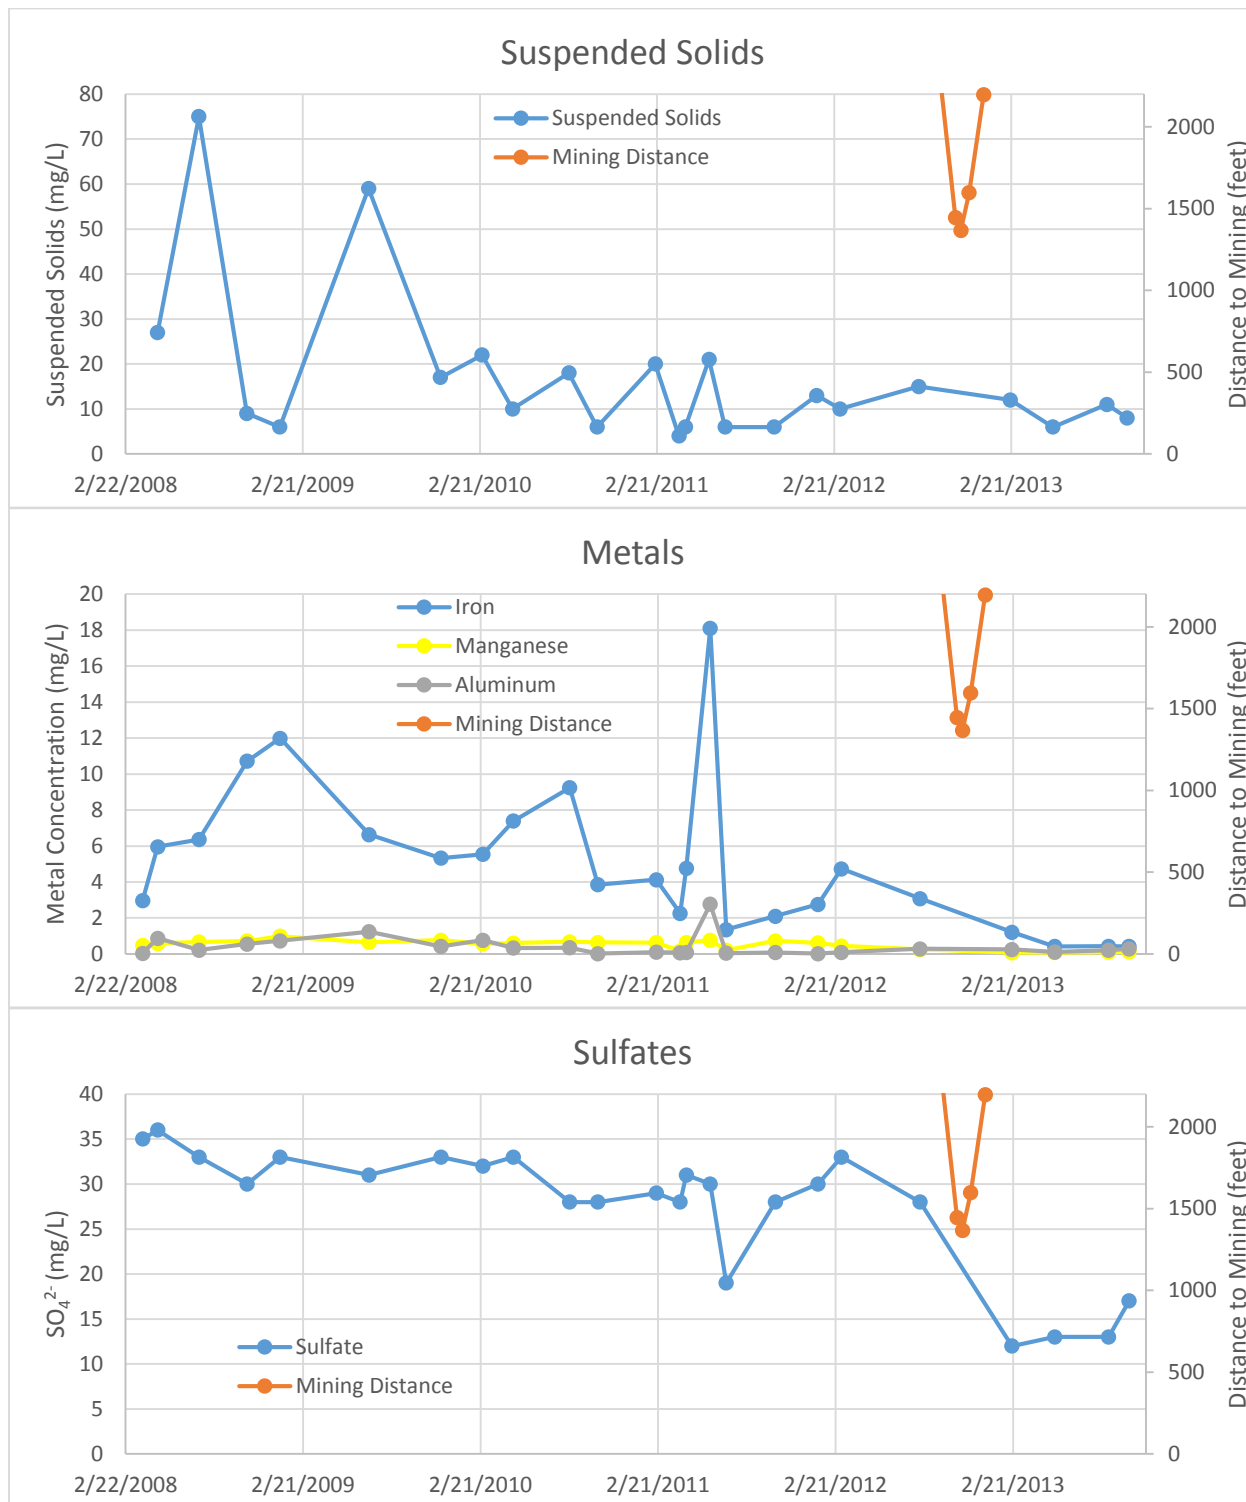 Suspended Solids
80
70
60
50
40
30
20
10
0
Suspended Solids (mg/L)
Suspended Solids
Mining Distance
2000
1500
1000
500
0
Distance to Mining (feet)
2/22/2008 2/21/2009 2/21/2010 2/21/2011 2/21/2012 2/21/2013
Metals
20
18
16
14
12
10
8
6
4
2
0
Metal Concentration (mg/L)
Iron
Manganese
Aluminum
Mining Distance
2000
1500
1000
500
0
Distance to Mining (feet)
2/22/2008 2/21/2009 2/21/2010 2/21/2011 2/21/2012 2/21/2013
Sulfates
40
35
30
25
20
15
10
5
0
SO₄²⁻ (mg/L)
Sulfate
Mining Distance
2000
1500
1000
500
0
Distance to Mining (feet)
2/22/2008 2/21/2009 2/21/2010 2/21/2011 2/21/2012 2/21/2013